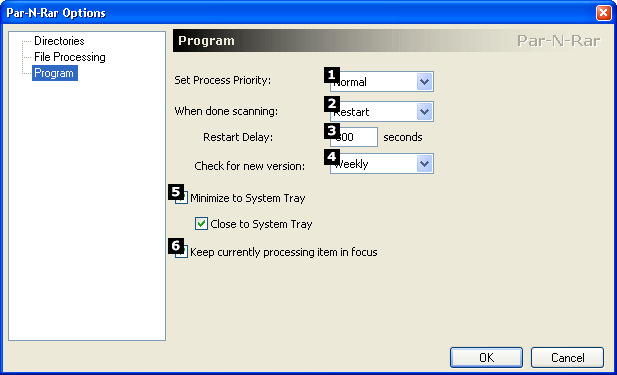 Par-N-Rar Options
Directories
File Processing
Program
Program
Par-N-Rar
Set Process Priority:
1
Normal
When done scanning:
2
Restart
Restart Delay:
3
seconds
Check for new version:
4
Weekly
5
Minimize to System Tray
Close to System Tray
6
Keep currently processing item in focus
OK
Cancel